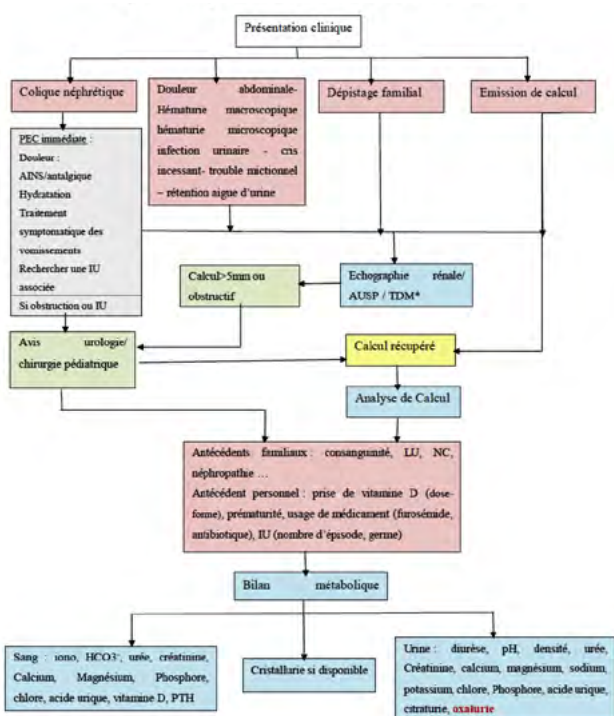 Présentation clinique
Colique néphrétique
Douleur abdominale-
Hématurie macroscopique
hématurie microscopique
infection urinaire - cris
incessant- trouble mictionnel
– rétention aigue d'urine
Dépistage familial
Emission de calcul
PEC immédiate :
Douleur :
AINS/antalgique
Hydratation
Traitement
symptomatique des
vomissements
Rechercher une IU
associée
Si obstruction ou IU
Calcul>5mm ou
obstructif
Echographie rénale/
AUSP / TDM*
Avis urologie/
chirurgie pédiatrique
Calcul récupéré
Analyse de Calcul
Antécédents familiaux : consanguinité, LU, NC,
néphropathie …
Antécédent personnel : prise de vitamine D (dose-
forme), prématurité, usage de médicament (furosémide,
antibiotique), IU (nombre d'épisode, germe)
Bilan métabolique
Sang : iono, HCO3-, urée, créatinine,
Calcium, Magnésium, Phosphore,
chlore, acide urique, vitamine D, PTH
Cristallurie si disponible
Urine : diurèse, pH, densité, urée,
Créatinine, calcium, magnésium, sodium,
potassium, chlore, Phosphore, acide urique,
citraturie, oxalurie